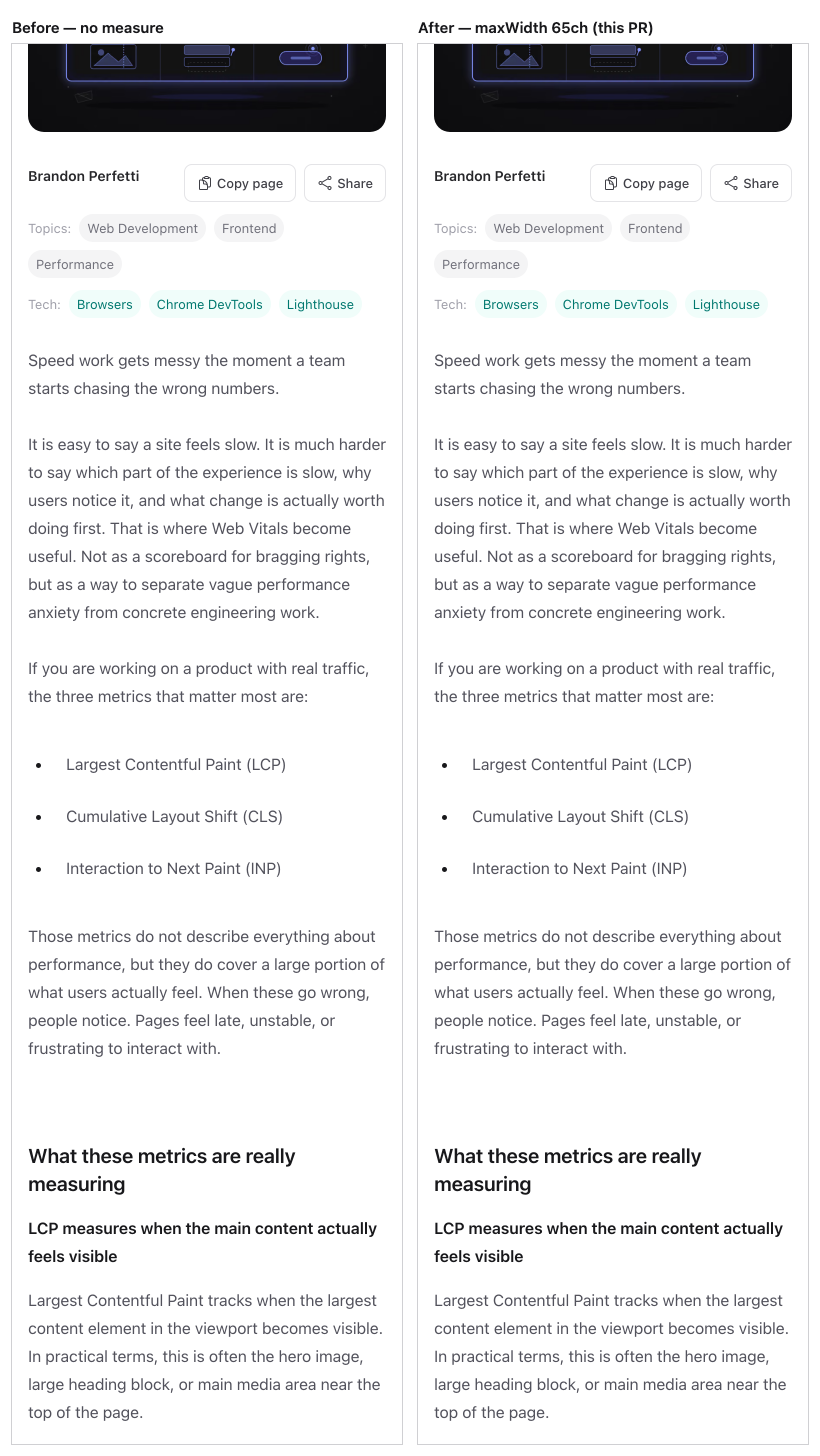 Before — no measure
Brandon Perfetti
Copy page
Share
Topics: Web Development Frontend
Performance
Tech: Browsers Chrome DevTools Lighthouse
Speed work gets messy the moment a team
starts chasing the wrong numbers.
It is easy to say a site feels slow. It is much harder
to say which part of the experience is slow, why
users notice it, and what change is actually worth
doing first. That is where Web Vitals become
useful. Not as a scoreboard for bragging rights,
but as a way to separate vague performance
anxiety from concrete engineering work.
If you are working on a product with real traffic,
the three metrics that matter most are:
• Largest Contentful Paint (LCP)
• Cumulative Layout Shift (CLS)
• Interaction to Next Paint (INP)
Those metrics do not describe everything about
performance, but they do cover a large portion of
what users actually feel. When these go wrong,
people notice. Pages feel late, unstable, or
frustrating to interact with.
What these metrics are really
measuring
LCP measures when the main content actually
feels visible
Largest Contentful Paint tracks when the largest
content element in the viewport becomes visible.
In practical terms, this is often the hero image,
large heading block, or main media area near the
top of the page.
After — maxWidth 65ch (this PR)
Brandon Perfetti
Copy page
Share
Topics: Web Development Frontend
Performance
Tech: Browsers Chrome DevTools Lighthouse
Speed work gets messy the moment a team
starts chasing the wrong numbers.
It is easy to say a site feels slow. It is much harder
to say which part of the experience is slow, why
users notice it, and what change is actually worth
doing first. That is where Web Vitals become
useful. Not as a scoreboard for bragging rights,
but as a way to separate vague performance
anxiety from concrete engineering work.
If you are working on a product with real traffic,
the three metrics that matter most are:
• Largest Contentful Paint (LCP)
• Cumulative Layout Shift (CLS)
• Interaction to Next Paint (INP)
Those metrics do not describe everything about
performance, but they do cover a large portion of
what users actually feel. When these go wrong,
people notice. Pages feel late, unstable, or
frustrating to interact with.
What these metrics are really
measuring
LCP measures when the main content actually
feels visible
Largest Contentful Paint tracks when the largest
content element in the viewport becomes visible.
In practical terms, this is often the hero image,
large heading block, or main media area near the
top of the page.